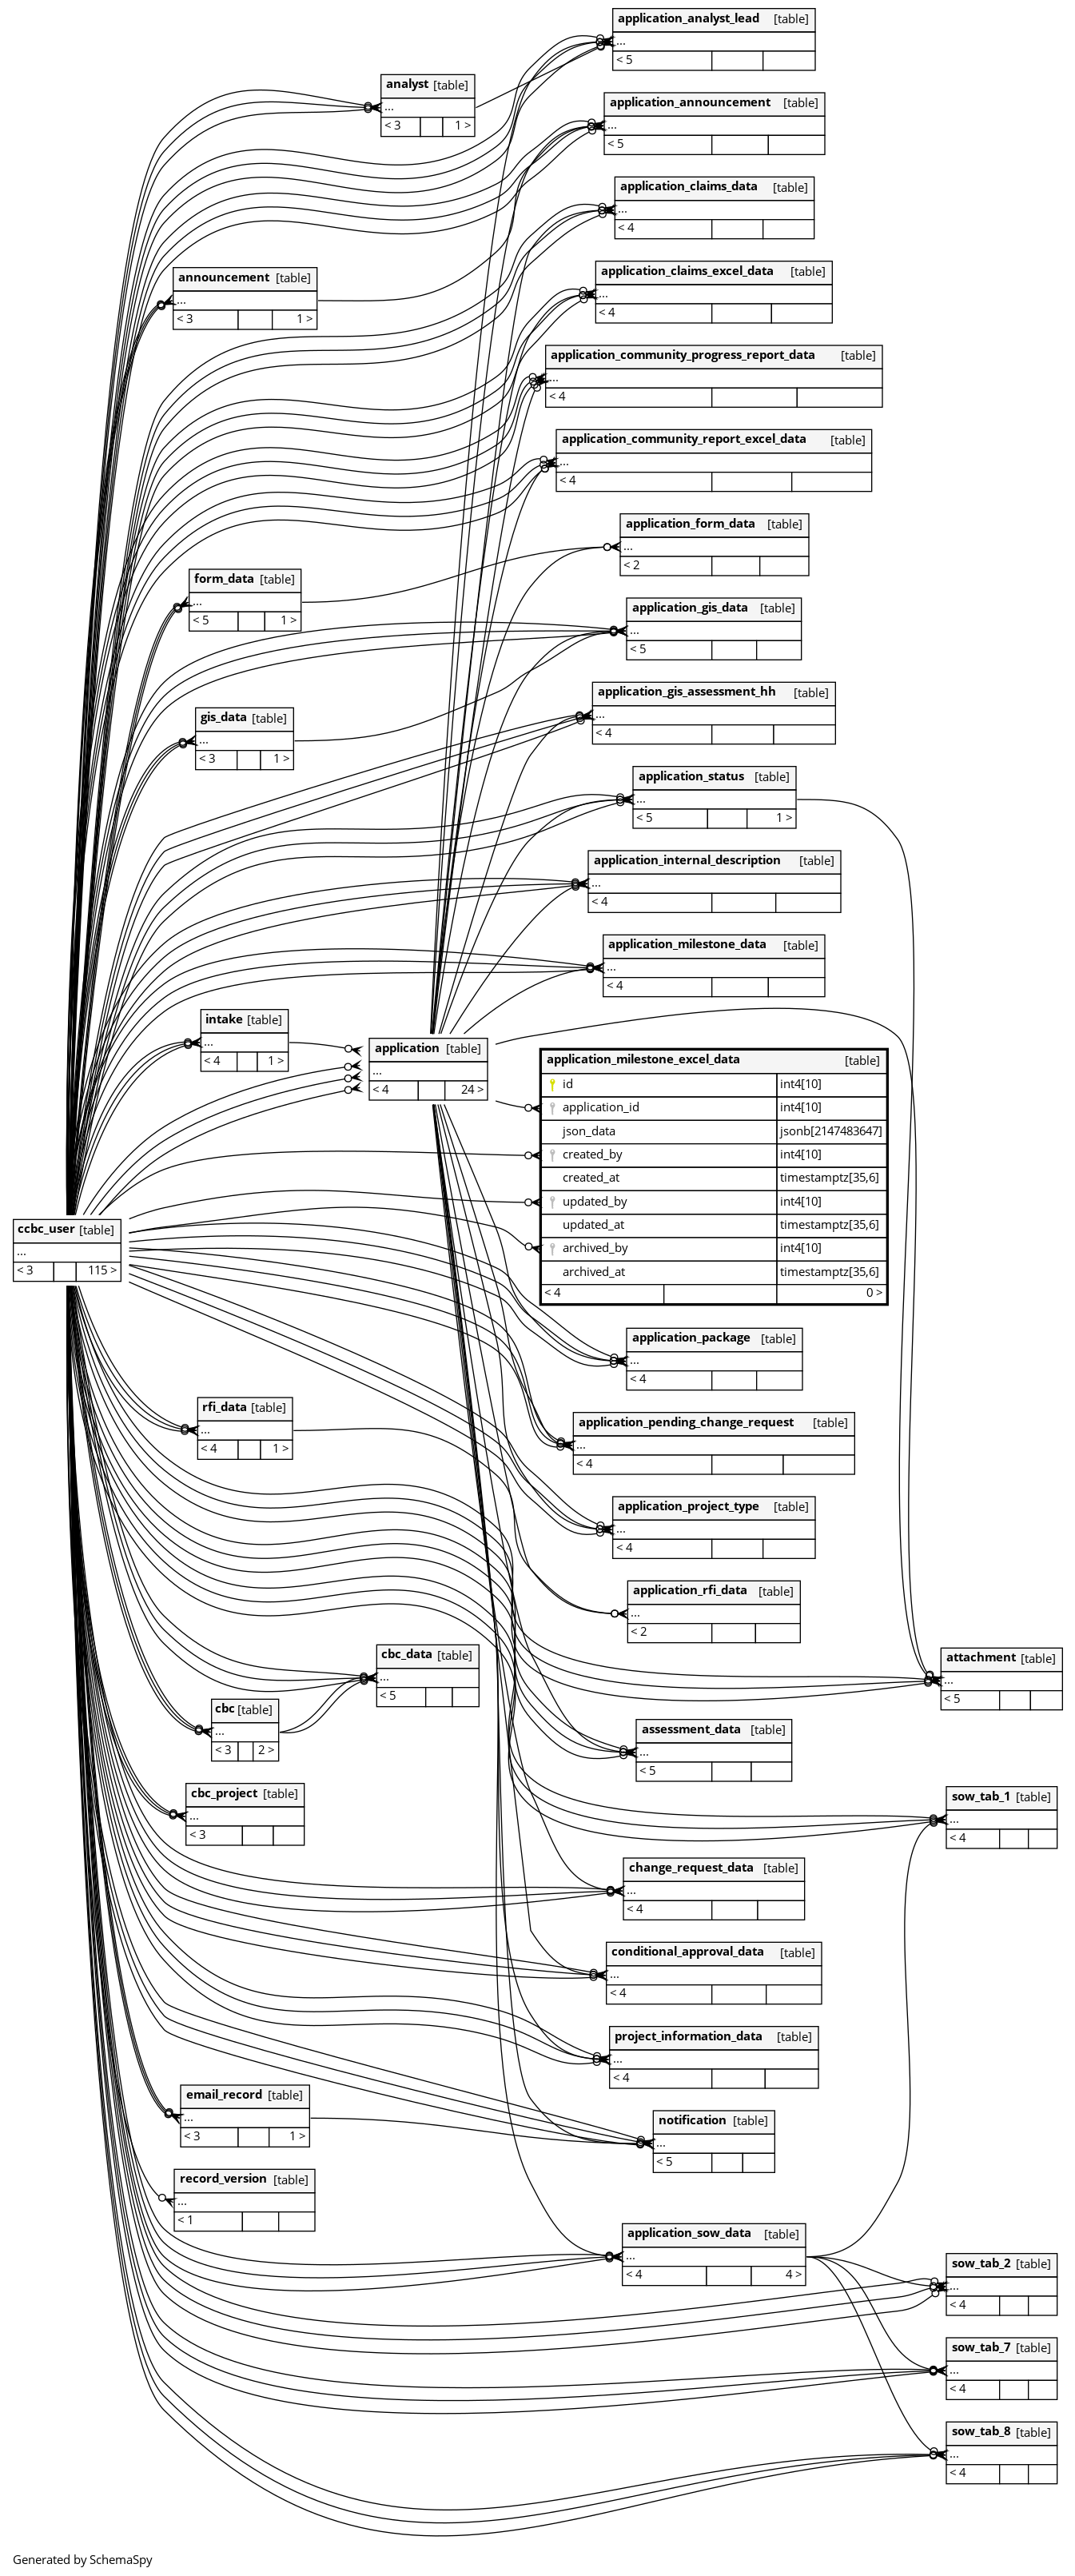 application_analyst_lead [table]
...
< 5
analyst [table]
...
< 3 1 >
application_announcement [table]
...
< 5
application_claims_data [table]
...
< 4
announcement [table]
...
< 3 1 >
application_claims_excel_data [table]
...
< 4
application_community_progress_report_data [table]
...
< 4
application_community_report_excel_data [table]
...
< 4
application_form_data [table]
...
< 2
form_data [table]
...
< 5 1 >
application_gis_data [table]
...
< 5
gis_data [table]
...
< 3 1 >
application_gis_assessment_hh [table]
...
< 4
application_status [table]
...
< 5 1 >
application_internal_description [table]
...
< 4
application_milestone_data [table]
...
< 4
intake [table]
...
< 4 1 >
application [table]
...
< 4 24 >
application_milestone_excel_data [table]
id int4[10]
application_id int4[10]
json_data jsonb[2147483647]
created_by int4[10]
created_at timestamptz[35,6]
updated_by int4[10]
updated_at timestamptz[35,6]
archived_by int4[10]
archived_at timestamptz[35,6]
< 4 0 >
ccbc_user [table]
...
< 3 115 >
application_package [table]
...
< 4
rfi_data [table]
...
< 4 1 >
application_pending_change_request [table]
...
< 4
application_project_type [table]
...
< 4
application_rfi_data [table]
...
< 2
cbc_data [table]
...
< 5
attachment [table]
...
< 5
cbc [table]
...
< 3 2 >
assessment_data [table]
...
< 5
cbc_project [table]
...
< 3
sow_tab_1 [table]
...
< 4
change_request_data [table]
...
< 4
conditional_approval_data [table]
...
< 4
project_information_data [table]
...
< 4
email_record [table]
...
< 3 1 >
notification [table]
...
< 5
record_version [table]
...
< 1
application_sow_data [table]
...
< 4 4 >
sow_tab_2 [table]
...
< 4
sow_tab_7 [table]
...
< 4
sow_tab_8 [table]
...
< 4
Generated by SchemaSpy